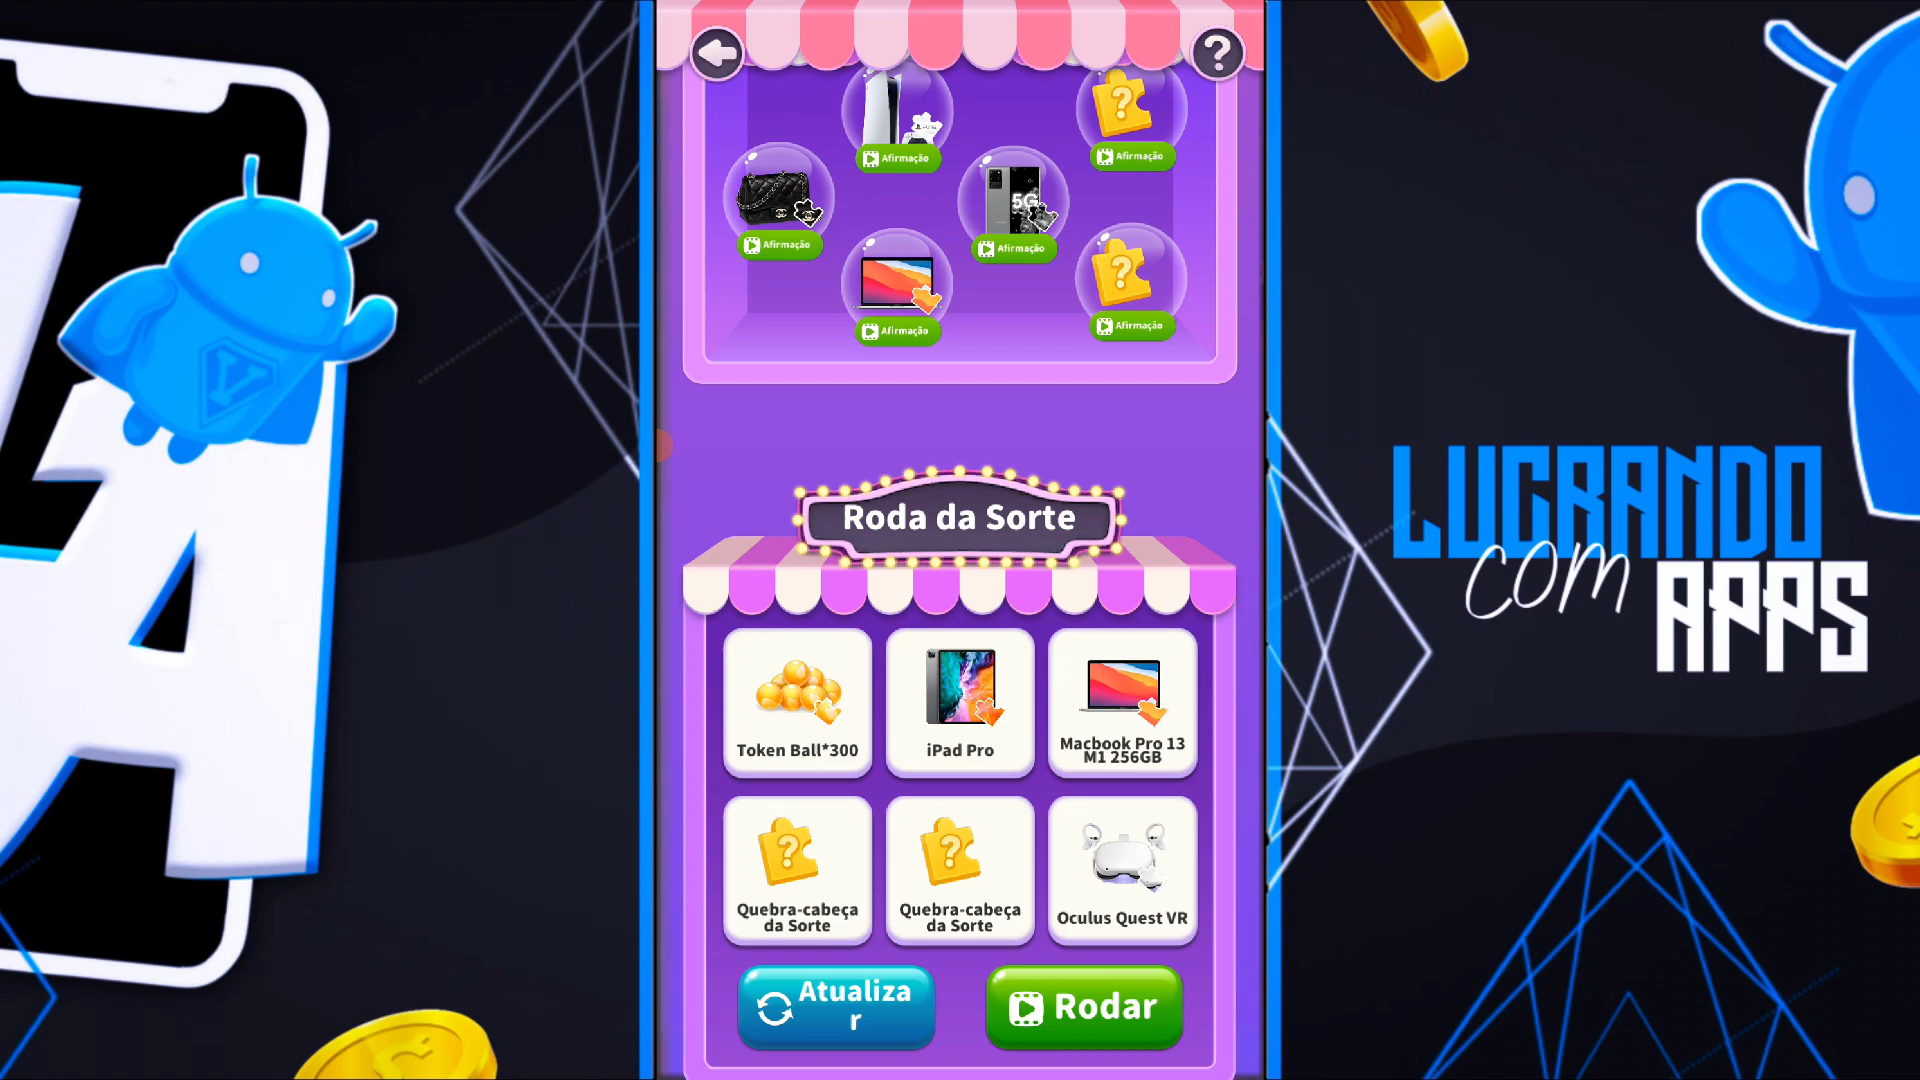 Afirmação
Afirmação
Afirmação
5G
Afirmação
Afirmação
Afirmação
Roda da Sorte
Token Ball*300
iPad Pro
Macbook Pro 13
M1 256GB
Quebra-cabeça
da Sorte
Quebra-cabeça
da Sorte
Oculus Quest VR
Atualiza
r
Rodar
LUCRANDO
com
APPS